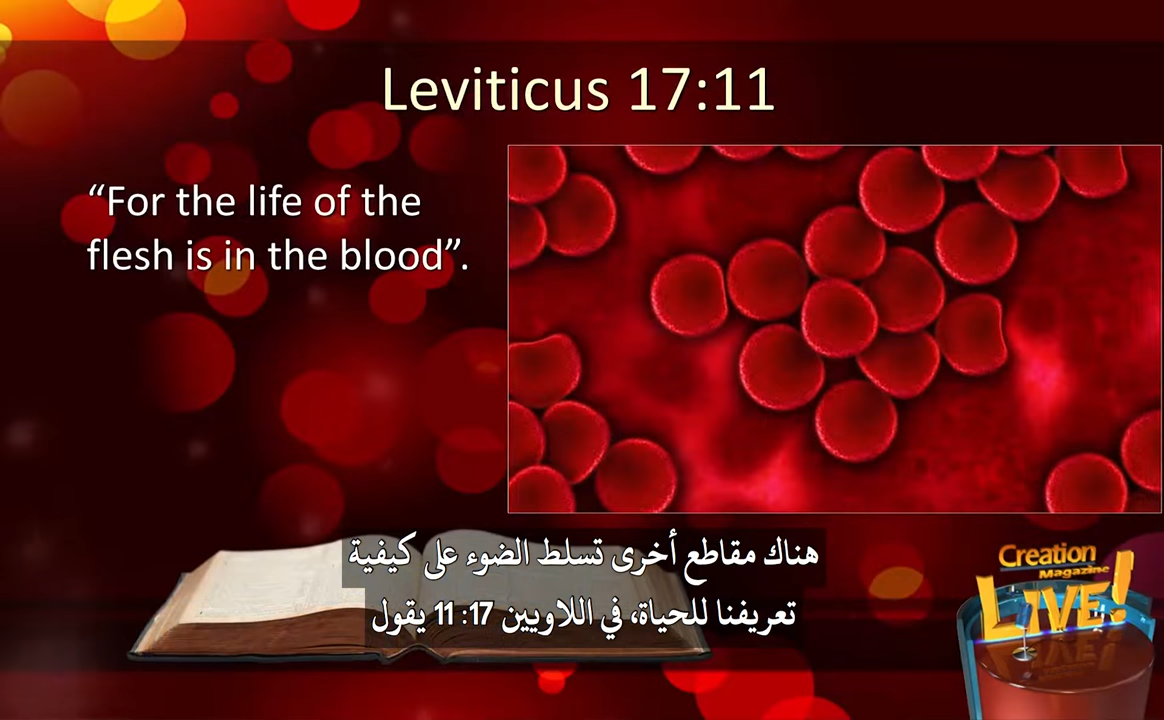 Leviticus 17:11
“For the life of the
flesh is in the blood”.
هناك مقاطع أخرى تسلط الضوء على كيفية
تعريفنا للحياة، في اللاويين 17: 11 يقول
Creation
Magazine
LIVE!